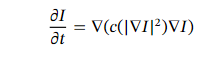 ∂I/∂t = ∇(c(|∇I|²)∇I)